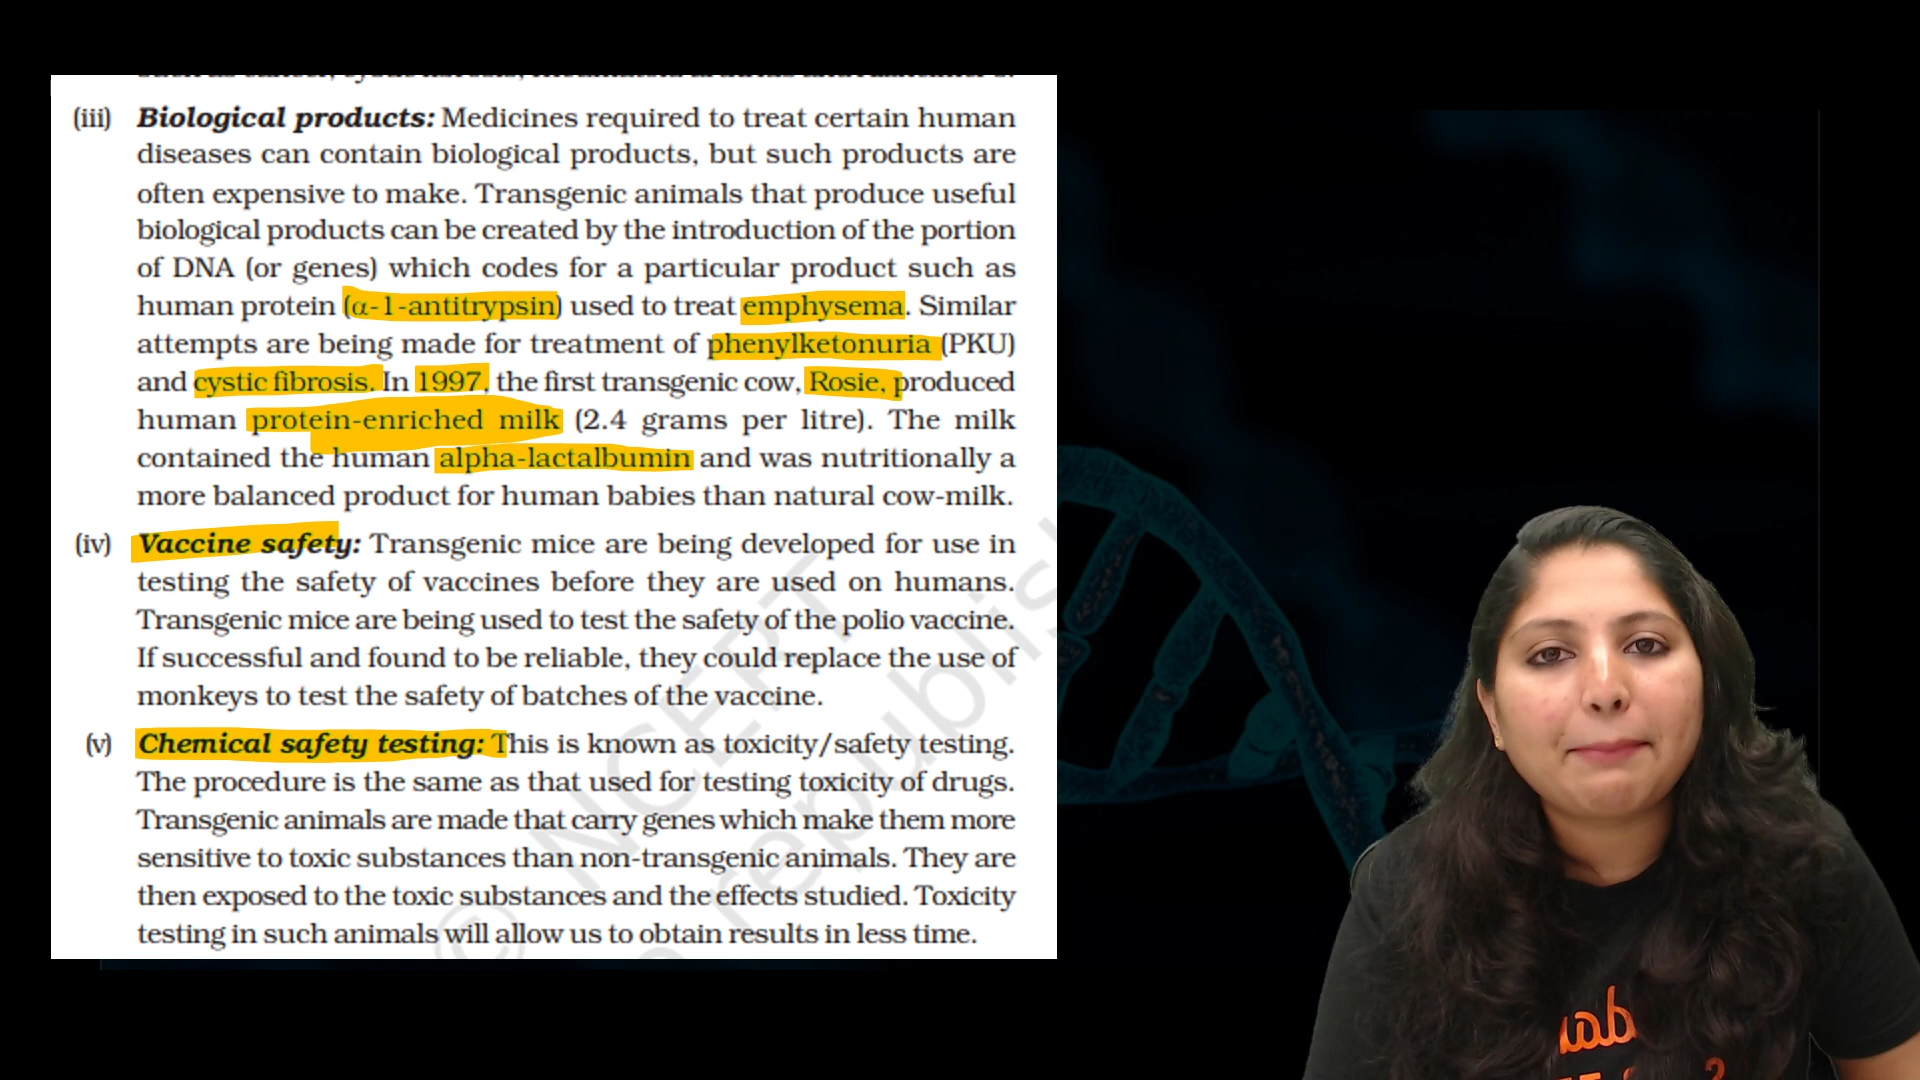 (iii) Biological products: Medicines required to treat certain human
diseases can contain biological products, but such products are
often expensive to make. Transgenic animals that produce useful
biological products can be created by the introduction of the portion
of DNA (or genes) which codes for a particular product such as
human protein (α-1-antitrypsin) used to treat emphysema. Similar
attempts are being made for treatment of phenylketonuria (PKU)
and cystic fibrosis. In 1997, the first transgenic cow, Rosie, produced
human protein-enriched milk (2.4 grams per litre). The milk
contained the human alpha-lactalbumin and was nutritionally a
more balanced product for human babies than natural cow-milk.
(iv) Vaccine safety: Transgenic mice are being developed for use in
testing the safety of vaccines before they are used on humans.
Transgenic mice are being used to test the safety of the polio vaccine.
If successful and found to be reliable, they could replace the use of
monkeys to test the safety of batches of the vaccine.
(v) Chemical safety testing: This is known as toxicity/safety testing.
The procedure is the same as that used for testing toxicity of drugs.
Transgenic animals are made that carry genes which make them more
sensitive to toxic substances than non-transgenic animals. They are
then exposed to the toxic substances and the effects studied. Toxicity
testing in such animals will allow us to obtain results in less time.
© NCERT
republish